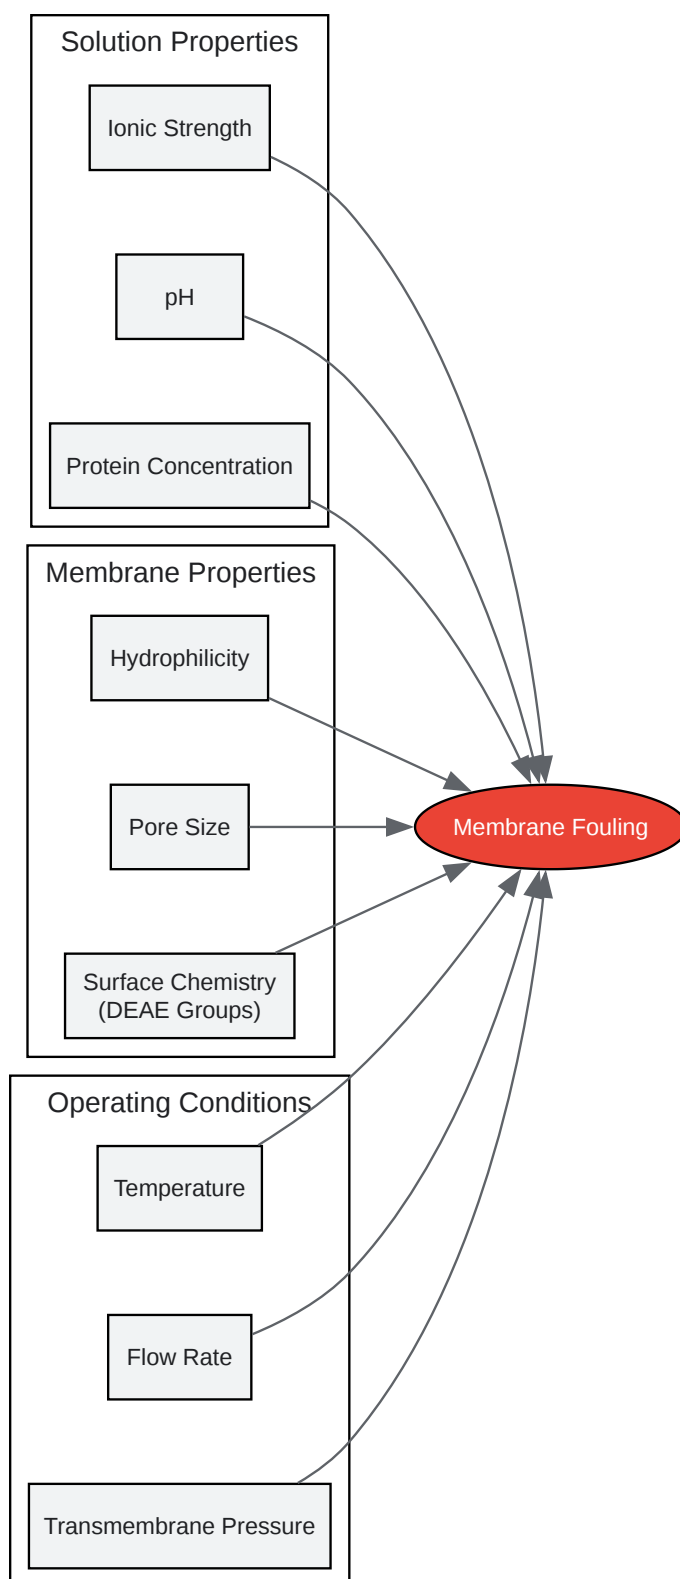 Solution Properties
Ionic Strength
pH
Protein Concentration
Membrane Properties
Hydrophilicity
Pore Size
Membrane Fouling
Surface Chemistry
(DEAE Groups)
Operating Conditions
Temperature
Flow Rate
Transmembrane Pressure